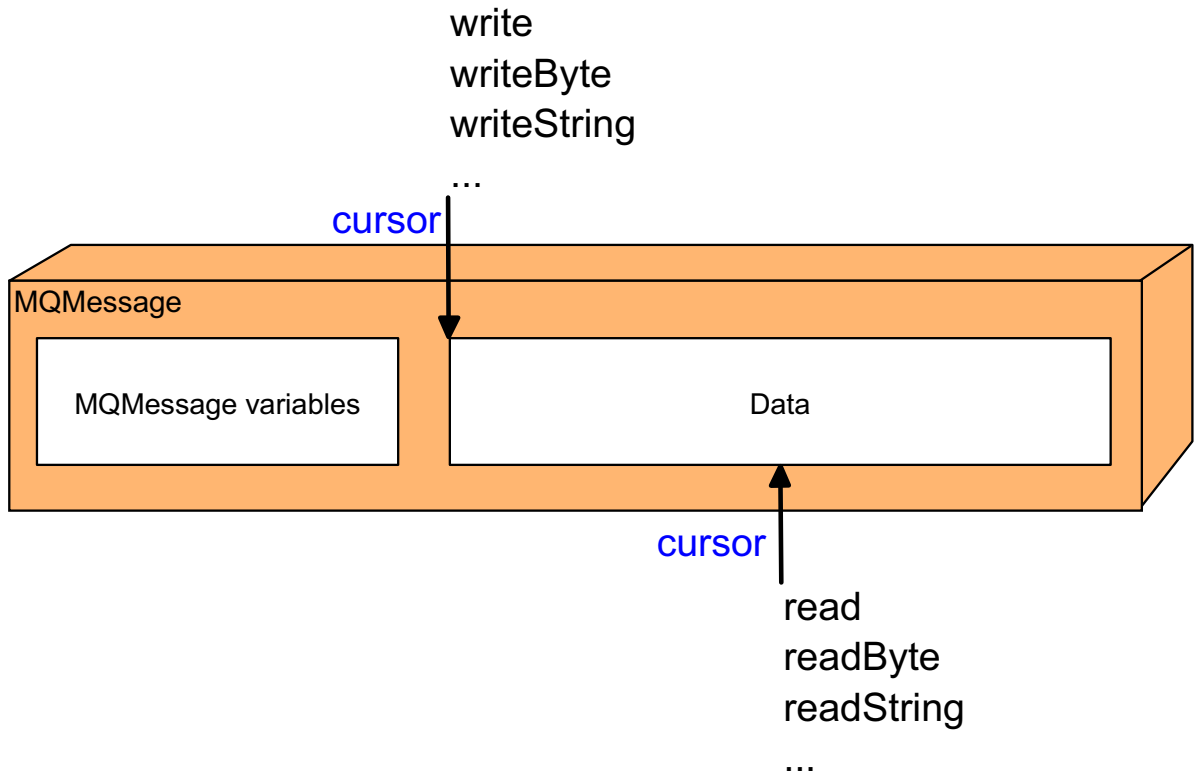 write
writeByte
writeString
...
cursor
MQMessage
MQMessage variables
Data
cursor
read
readByte
readString
...